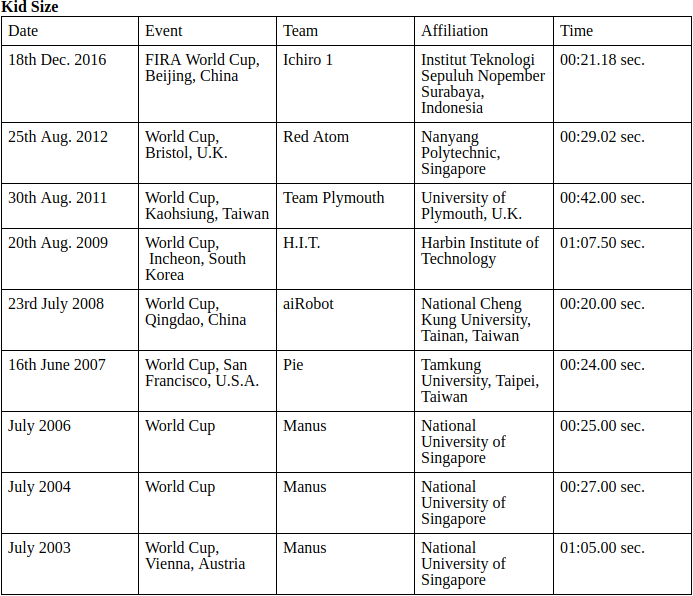 Kid Size
Date Event Team Affiliation Time
18th Dec. 2016 FIRA World Cup, Ichiro 1 Institut Teknologi 00:21.18 sec.
Beijing, China Sepuluh Nopember
Surabaya,
Indonesia
25th Aug. 2012 World Cup, Red Atom Nanyang 00:29.02 sec.
Bristol, U.K. Polytechnic,
Singapore
30th Aug. 2011 World Cup, Team Plymouth University of 00:42.00 sec.
Kaohsiung, Taiwan Plymouth, U.K.
20th Aug. 2009 World Cup, H.I.T. Harbin Institute of 01:07.50 sec.
Incheon, South Technology
Korea
23rd July 2008 World Cup, aiRobot National Cheng 00:20.00 sec.
Qingdao, China Kung University,
Tainan, Taiwan
16th June 2007 World Cup, San Pie Tamkung 00:24.00 sec.
Francisco, U.S.A. University, Taipei,
Taiwan
July 2006 World Cup Manus National 00:25.00 sec.
University of
Singapore
July 2004 World Cup Manus National 00:27.00 sec.
University of
Singapore
July 2003 World Cup, Manus National 01:05.00 sec.
Vienna, Austria University of
Singapore